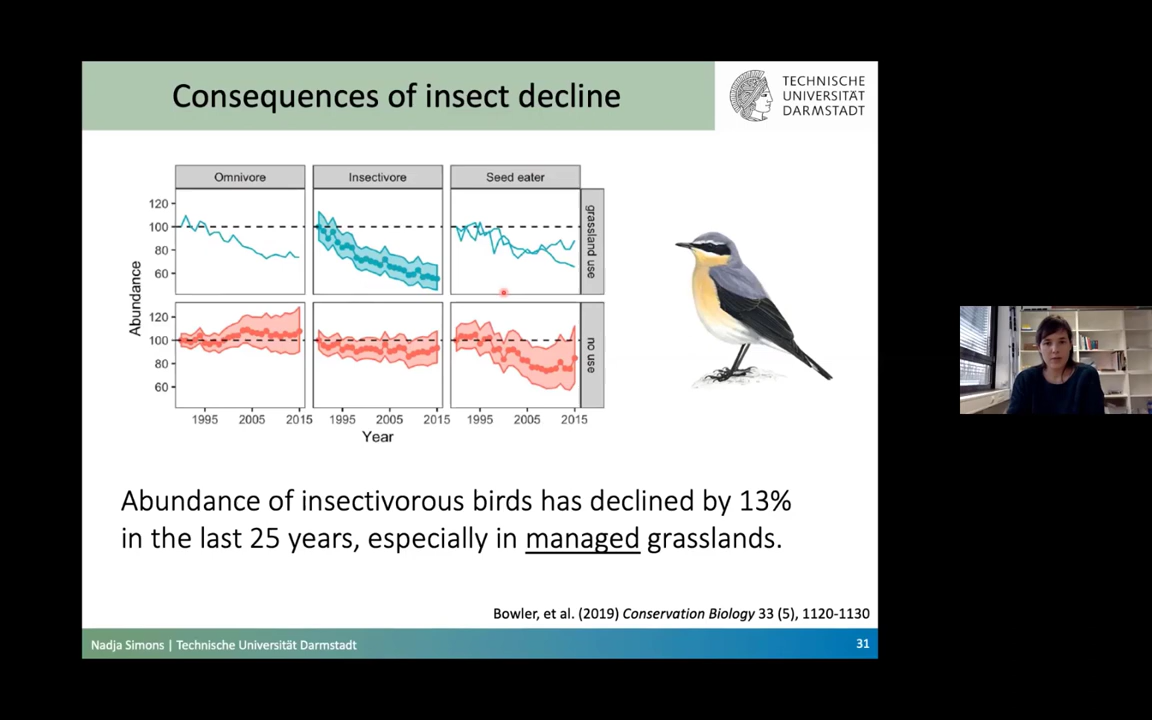 Consequences of insect decline
TECHNISCHE
UNIVERSITÄT
DARMSTADT
Omnivore
Insectivore
Seed eater
120
100
80
60
grassland use
120
100
80
60
no use
Abundance
1995 2005 2015 1995 2005 2015 1995 2005 2015
Year
Abundance of insectivorous birds has declined by 13%
in the last 25 years, especially in managed grasslands.
Bowler, et al. (2019) Conservation Biology 33 (5), 1120-1130
Nadja Simons | Technische Universität Darmstadt
31